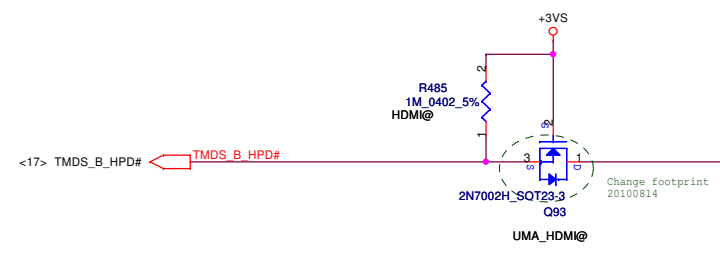 +3VS
2
R485
1M_0402_5%
HDMI@
1
G
2
<17> TMDS_B_HPD#
TMDS_B_HPD#
3
S
1
D
Change footprint
20100814
2N7002H_SOT23-3
Q93
UMA_HDMI@